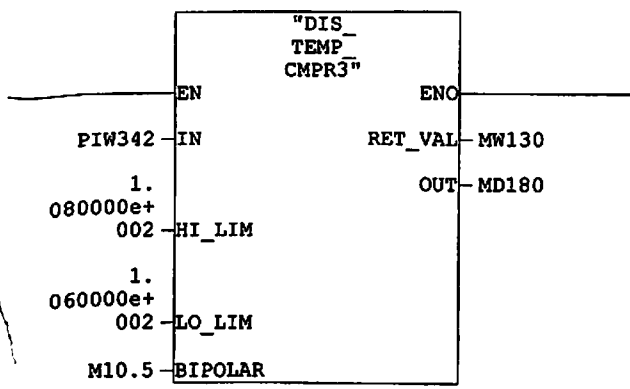 "DIS_
TEMP_
CMPR3"
EN ENO
PIW342 IN RET_VAL MW130
1. OUT MD180
080000e+
002 HI_LIM
1.
060000e+
002 LO_LIM
M10.5 BIPOLAR